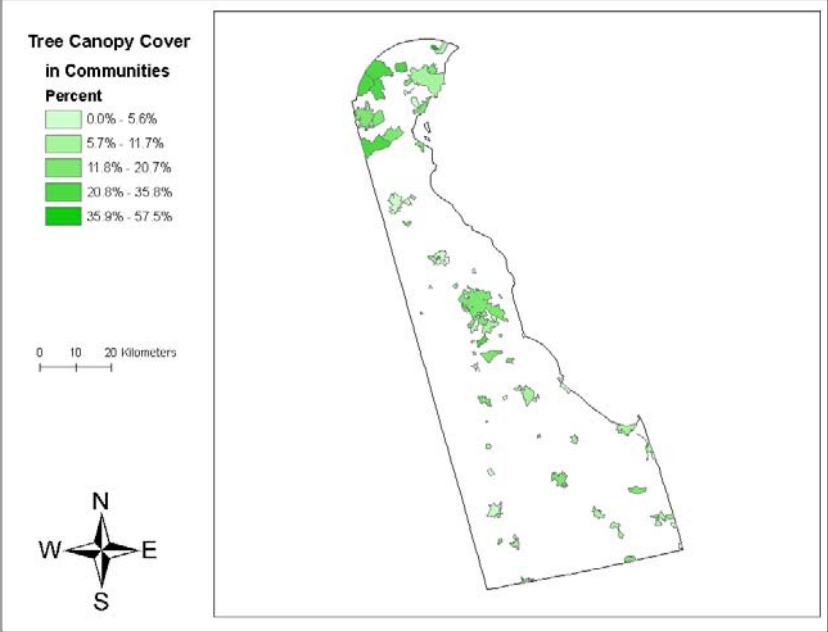 Tree Canopy Cover
in Communities
Percent
0.0% - 5.6%
5.7% - 11.7%
11.8% - 20.7%
20.8% - 35.8%
35.9% - 57.5%
0 10 20 Kilometers
N
W E
S